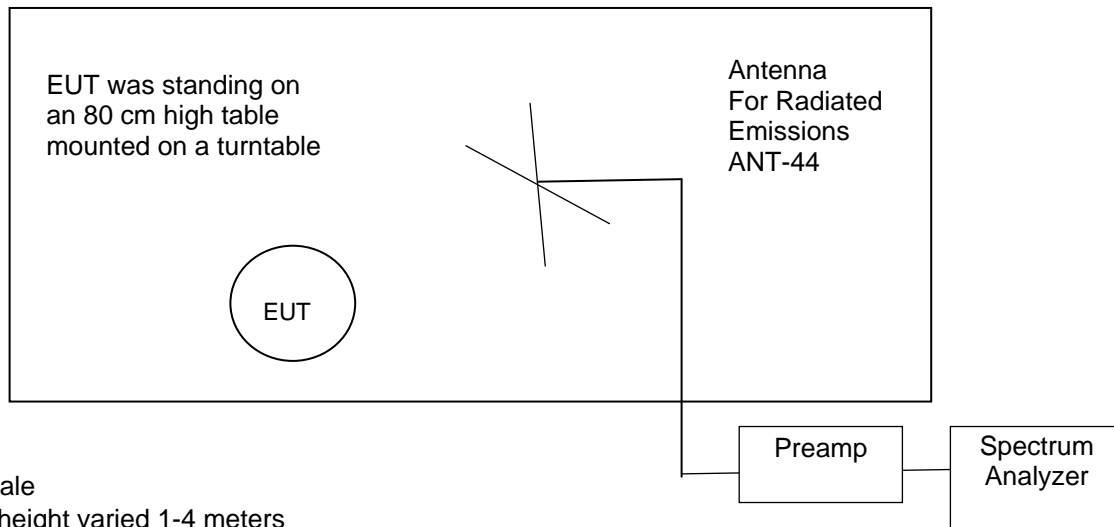 EUT was standing on
an 80 cm high table
mounted on a turntable
Antenna
For Radiated
Emissions
ANT-44
EUT
Preamp
Spectrum
Analyzer
height varied 1-4 meters